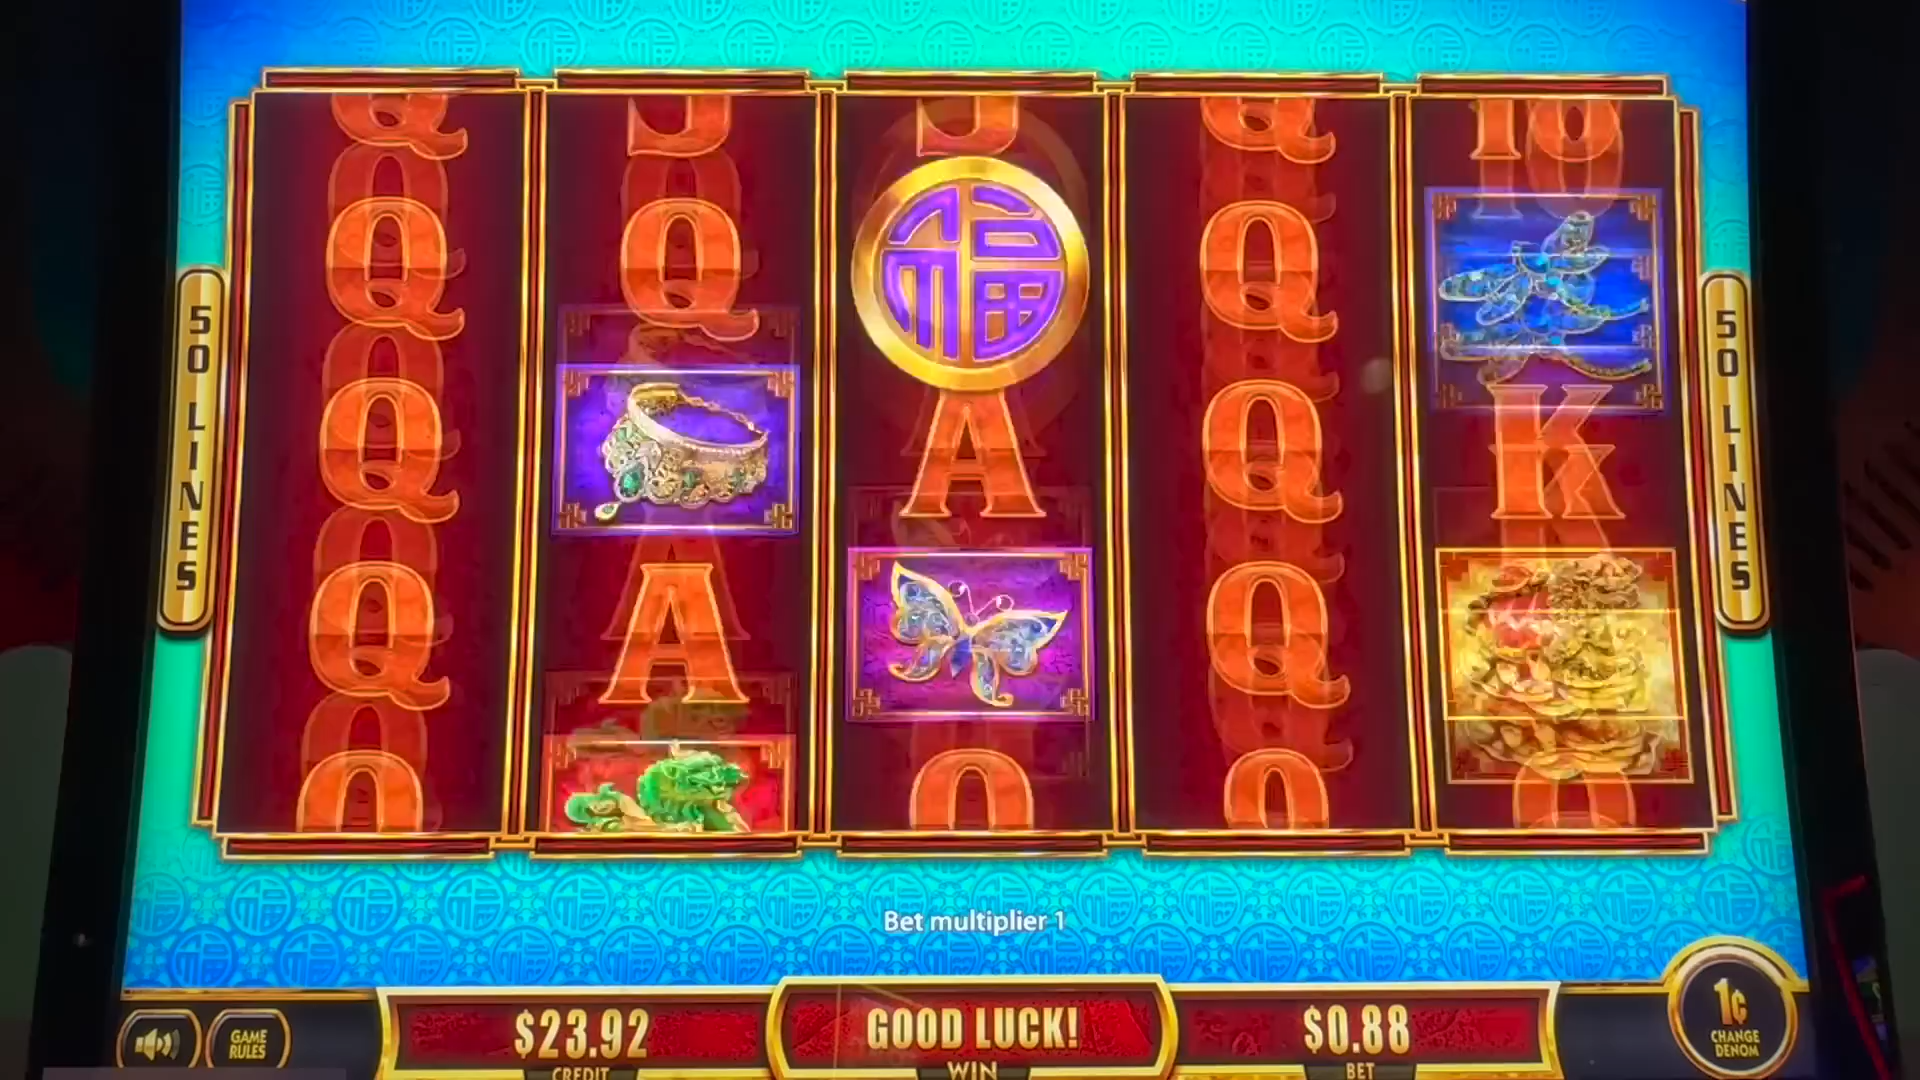 Q J J Q 10
Q Q 福 Q
Q A Q K
Q A Q
Q Q Q Q
50 LINES
50 LINES
Bet multiplier 1
GAME RULES
$23.92
CREDIT
GOOD LUCK!
WIN
$0.88
BET
1¢
CHANGE
DENOM